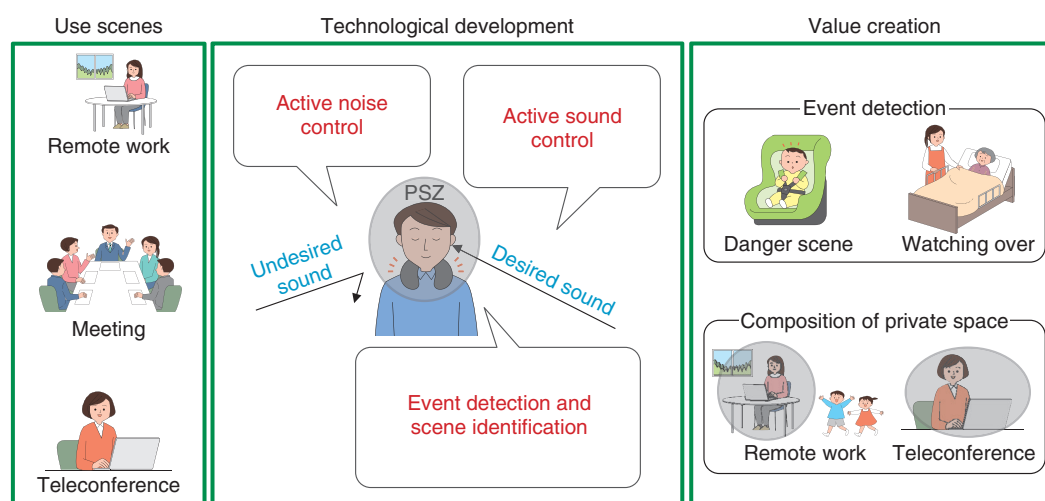 Use scenes
Remote work
Meeting
Teleconference
Technological development
Active noise
control
Active sound
control
PSZ
Undesired
sound
Desired sound
Event detection and
scene identification
Value creation
Event detection
Danger scene
Watching over
Composition of private space
Remote work
Teleconference